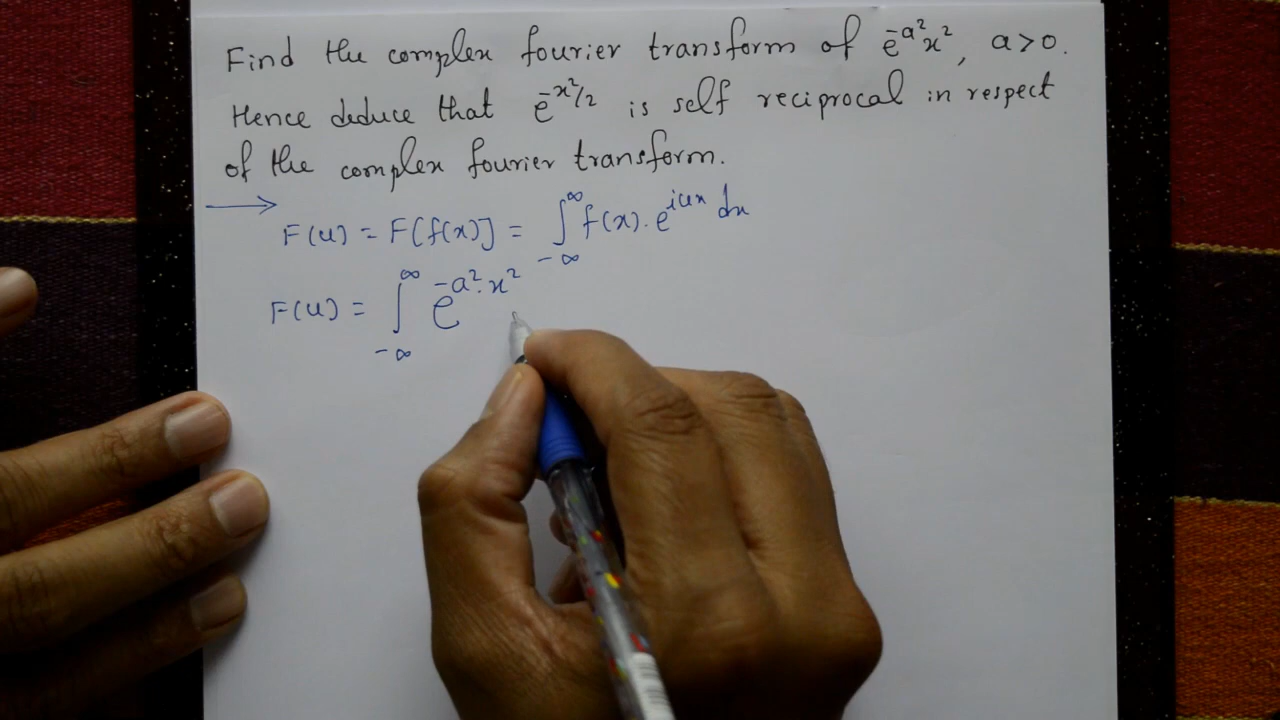 Find the complex fourier transform of e^-a²x², a>0.
Hence deduce that e^-x²/2 is self reciprocal in respect
of the complex fourier transform.
→ F(u) = F[f(x)] = ∫_-∞^∞ f(x). e^iux dx
F(u) = ∫_-∞^∞ e^-a².x²